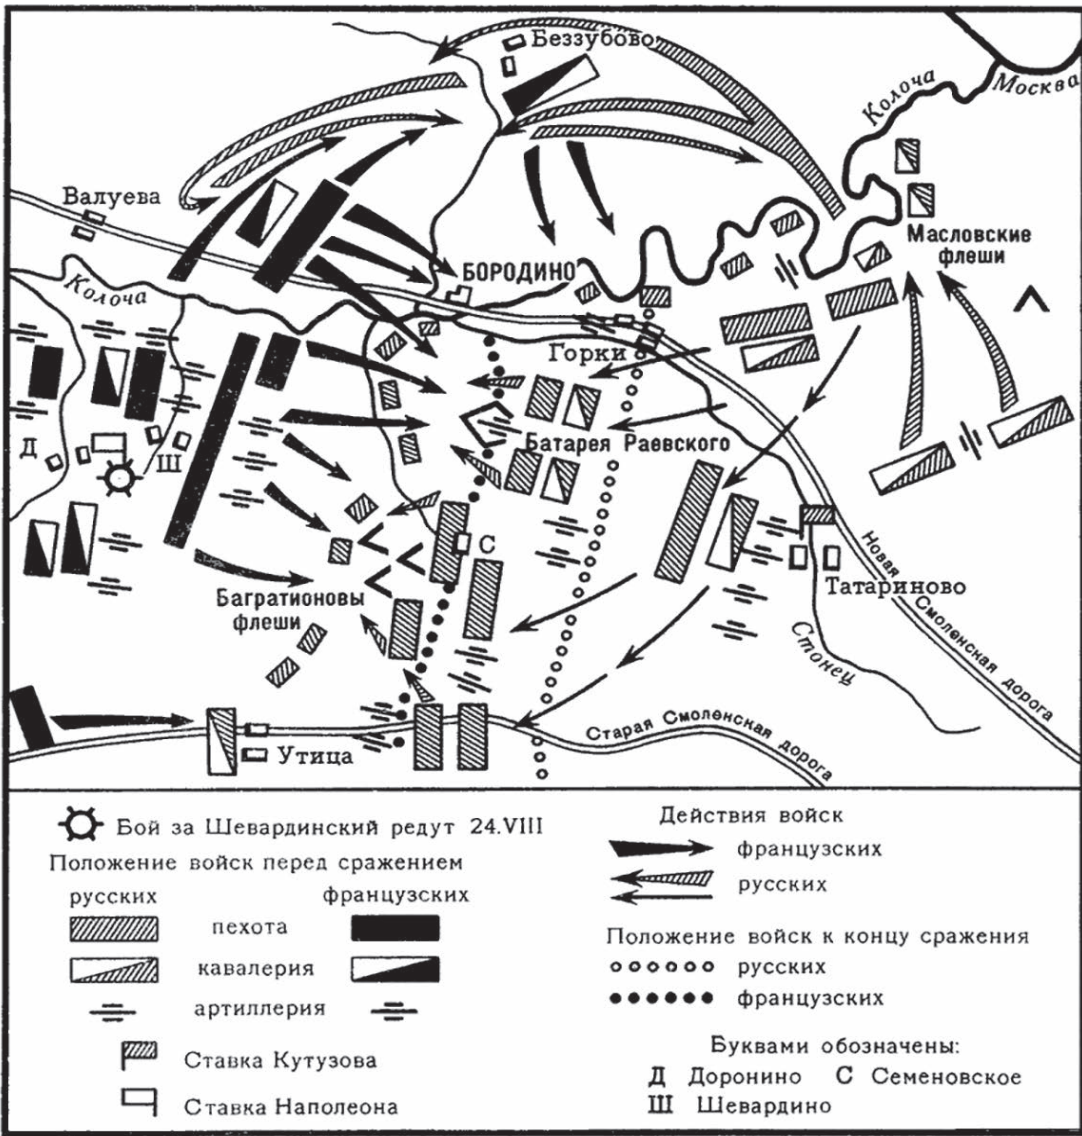 Беззубово
Колоча
Москва
Валуева
Масловские
флеши
БОРОДИНО
Колоча
Горки
Батарея Раевского
Д
Ш
С
Татариново
Багратионовы
флеши
Новая Смоленская дорога
Стонец
Утица
Старая Смоленская дорога
Бой за Шевардинский редут 24.VIII
Положение войск перед сражением
русских французских
пехота
кавалерия
артиллерия
Ставка Кутузова
Ставка Наполеона
Действия войск
французских
русских
Положение войск к концу сражения
русских
французских
Буквами обозначены:
Д Доронино С Семеновское
Ш Шевардино